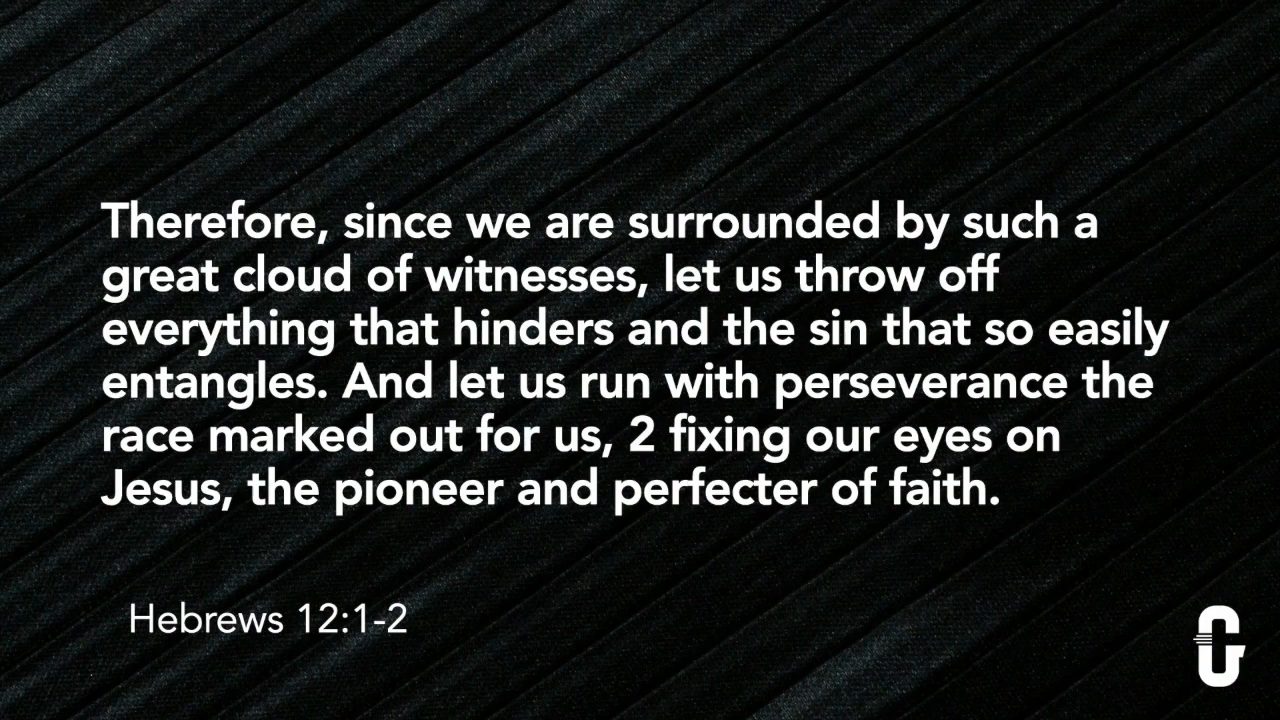 Therefore, since we are surrounded by such a
great cloud of witnesses, let us throw off
everything that hinders and the sin that so easily
entangles. And let us run with perseverance the
race marked out for us, 2 fixing our eyes on
Jesus, the pioneer and perfecter of faith.
Hebrews 12:1-2